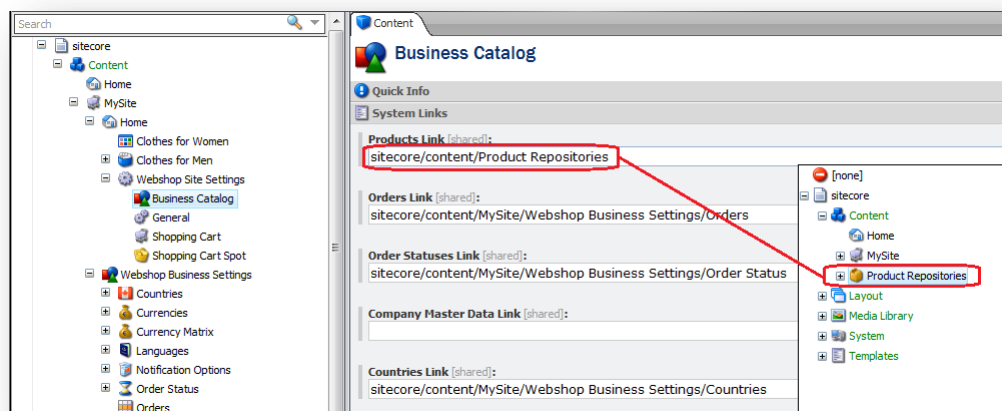 Search
sitecore
Content
Home
MySite
Home
Clothes for Women
Clothes for Men
Webshop Site Settings
Business Catalog
General
Shopping Cart
Shopping Cart Spot
Webshop Business Settings
Countries
Currencies
Currency Matrix
Languages
Notification Options
Order Status
Orders
Content
Business Catalog
Quick Info
System Links
Products Link [shared]:
sitecore/content/Product Repositories
Orders Link [shared]:
sitecore/content/MySite/Webshop Business Settings/Orders
Order Statuses Link [shared]:
sitecore/content/MySite/Webshop Business Settings/Order Status
Company Master Data Link [shared]:
Countries Link [shared]:
sitecore/content/MySite/Webshop Business Settings/Countries
[none]
sitecore
Content
Home
MySite
Product Repositories
Layout
Media Library
System
Templates